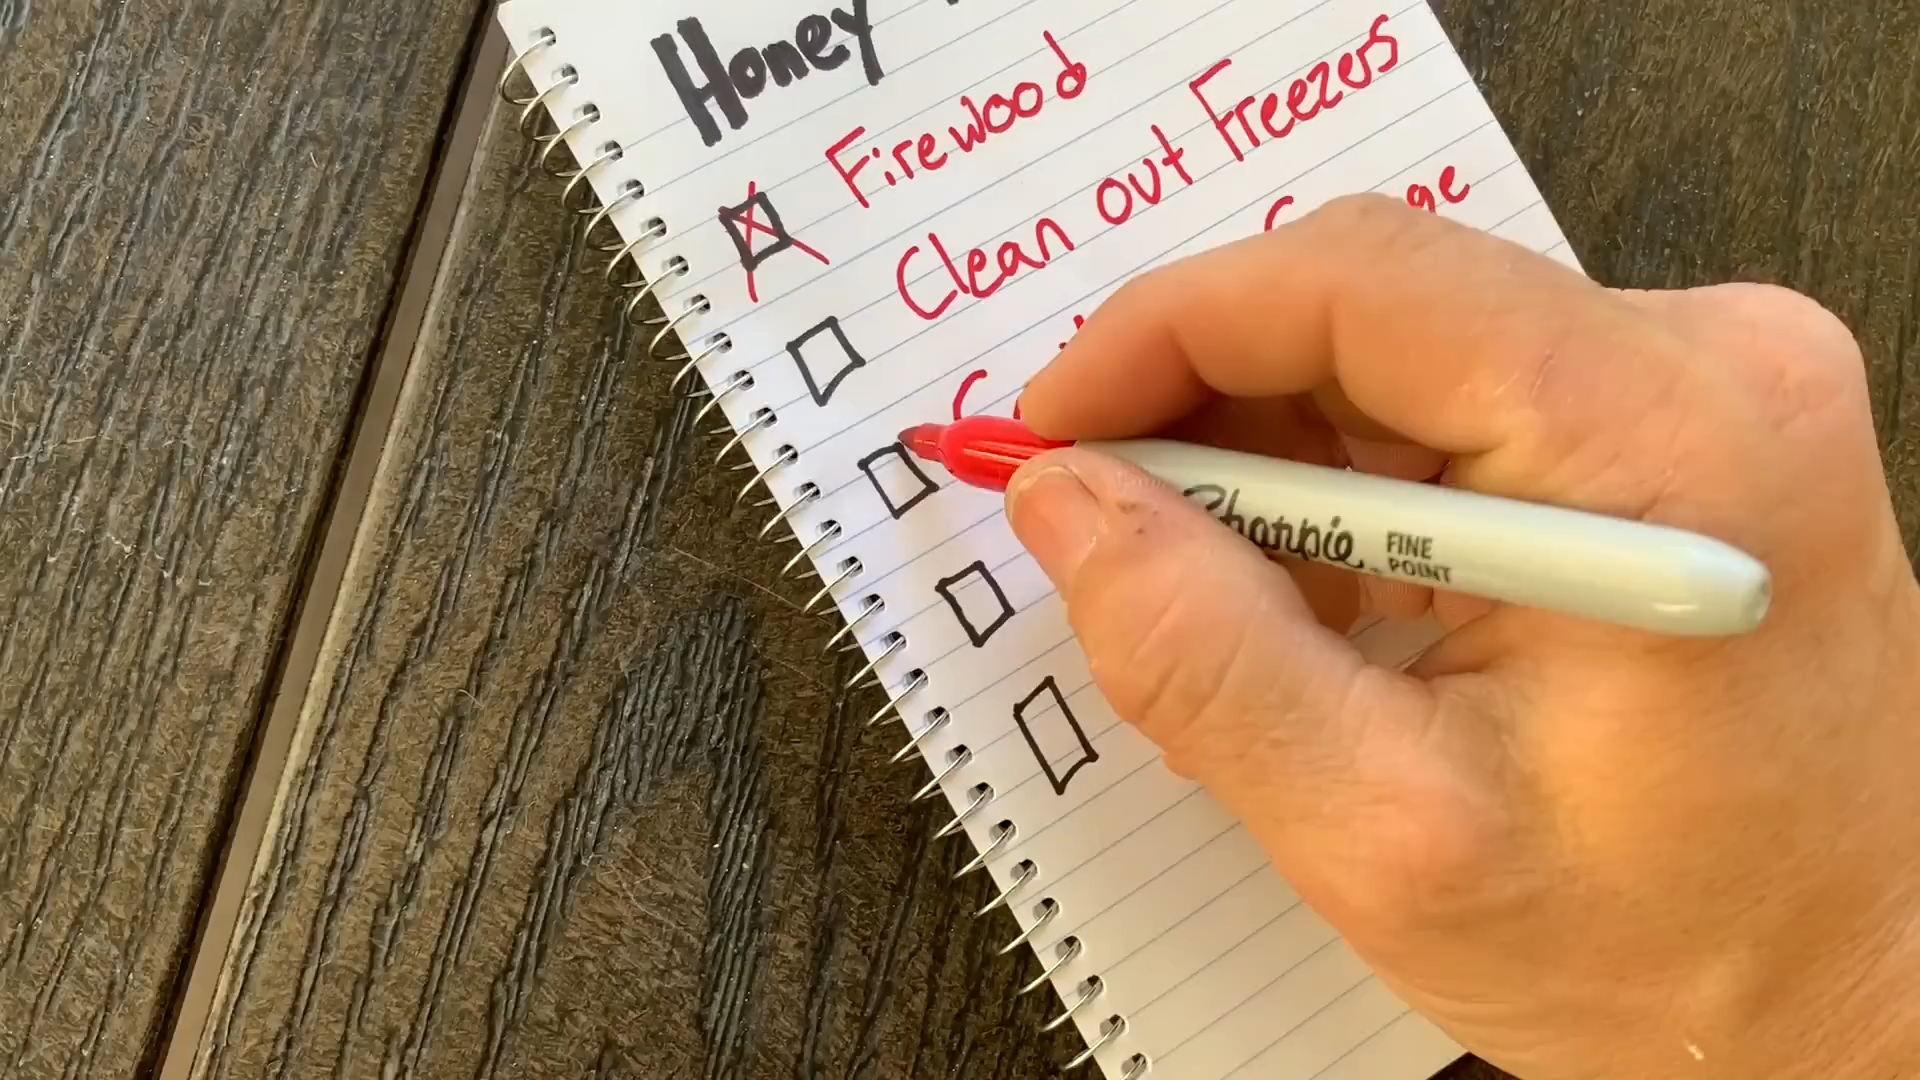 Honey
Firewood
Clean out Freezers
Sharpie
FINE
POINT